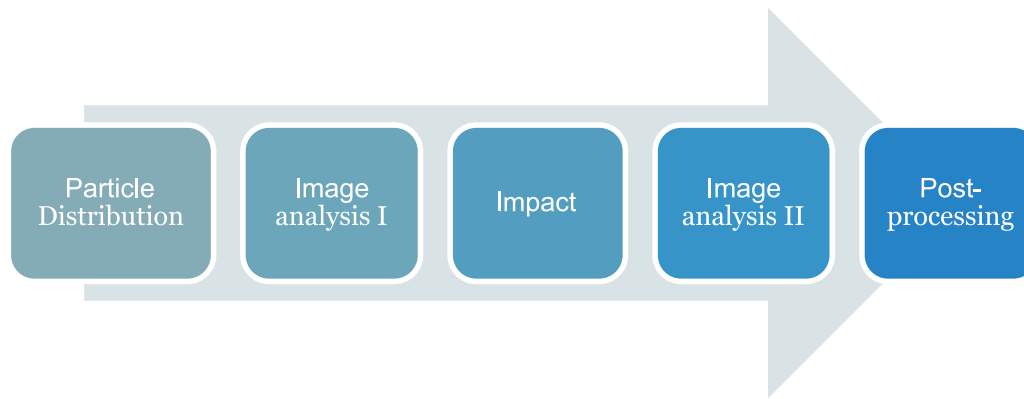 Particle
Distribution
Image
analysis I
Impact
Image
analysis II
Post-
processing